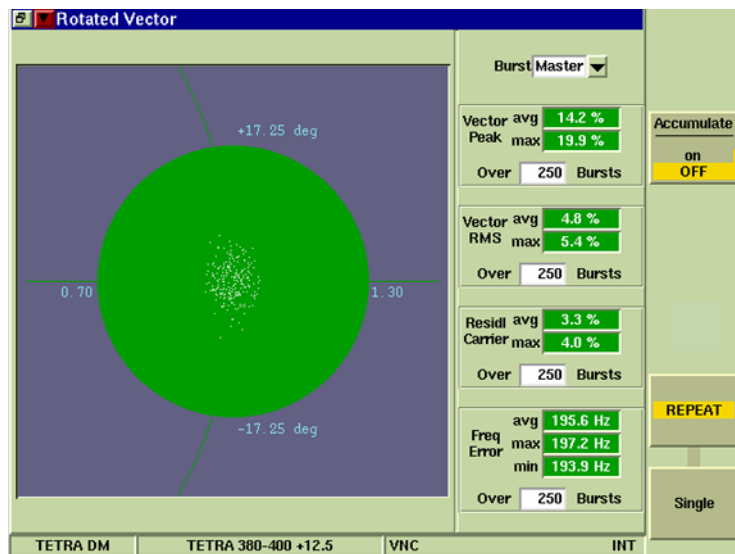 Rotated Vector
Burst Master
+17.25 deg
0.70
1.30
-17.25 deg
Vector Peak avg 14.2 %
max 19.9 %
Over 250 Bursts
Vector RMS avg 4.8 %
max 5.4 %
Over 250 Bursts
Residl Carrier avg 3.3 %
max 4.0 %
Over 250 Bursts
Freq Error avg 195.6 Hz
max 197.2 Hz
min 193.9 Hz
Over 250 Bursts
Accumulate
on
OFF
REPEAT
Single
TETRA DM TETRA 380-400 +12.5 VNC INT